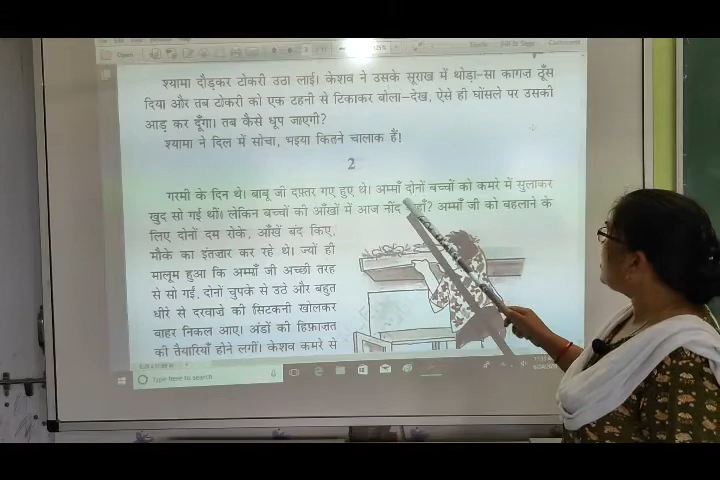 श्यामा दौड़कर टोकरी उठा लाई। केशव ने उसके सूराख में थोड़ा-सा कागज़ ठूँस
दिया और तब टोकरी को एक टहनी से टिकाकर बोला-देख, ऐसे ही घोंसले पर उसकी
आड़ कर दूँगा। तब कैसे धूप जाएगी?
श्यामा ने दिल में सोचा, भइया कितने चालाक हैं!
2
गरमी के दिन थे। बाबू जी दफ़्तर गए हुए थे। अम्माँ दोनों बच्चों को कमरे में सुलाकर
खुद सो गई थीं। लेकिन बच्चों की आँखों में आज नींद कहाँ? अम्माँ जी को बहलाने के
लिए दोनों दम रोके, आँखें बंद किए,
मौके का इंतज़ार कर रहे थे। ज्यों ही
मालूम हुआ कि अम्माँ जी अच्छी तरह
से सो गईं, दोनों चुपके से उठे और बहुत
धीरे से दरवाज़े की सिटकनी खोलकर
बाहर निकल आए। अंडों की हिफ़ाज़त
की तैयारियाँ होने लगीं। केशव कमरे से
Type here to search